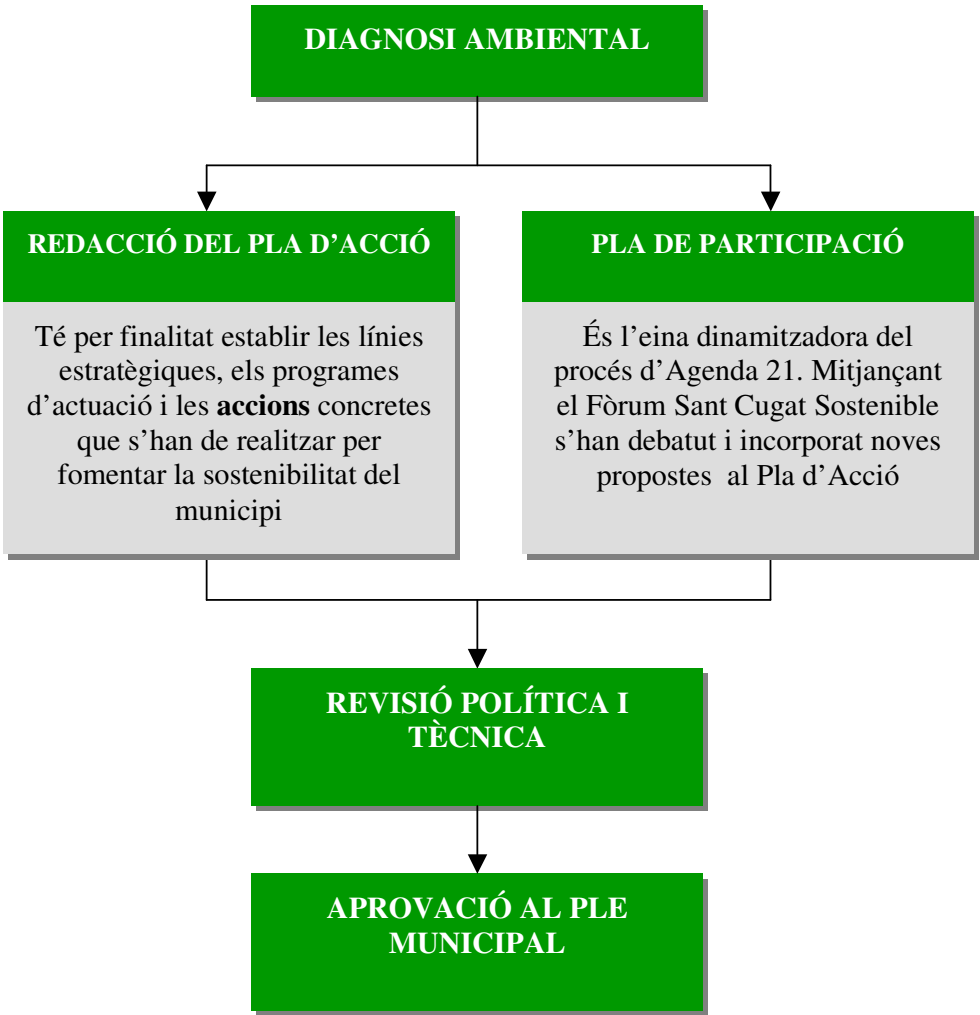 DIAGNOSI AMBIENTAL
REDACCIÓ DEL PLA D’ACCIÓ
Té per finalitat establir les línies
estratègiques, els programes
d’actuació i les accions concretes
que s’han de realitzar per
fomentar la sostenibilitat del
municipi
PLA DE PARTICIPACIÓ
És l’eina dinamitzadora del
procés d’Agenda 21. Mitjançant
el Fòrum Sant Cugat Sostenible
s’han debatut i incorporat noves
propostes  al Pla d’Acció
REVISIÓ POLÍTICA I
TÈCNICA
APROVACIÓ AL PLE
MUNICIPAL